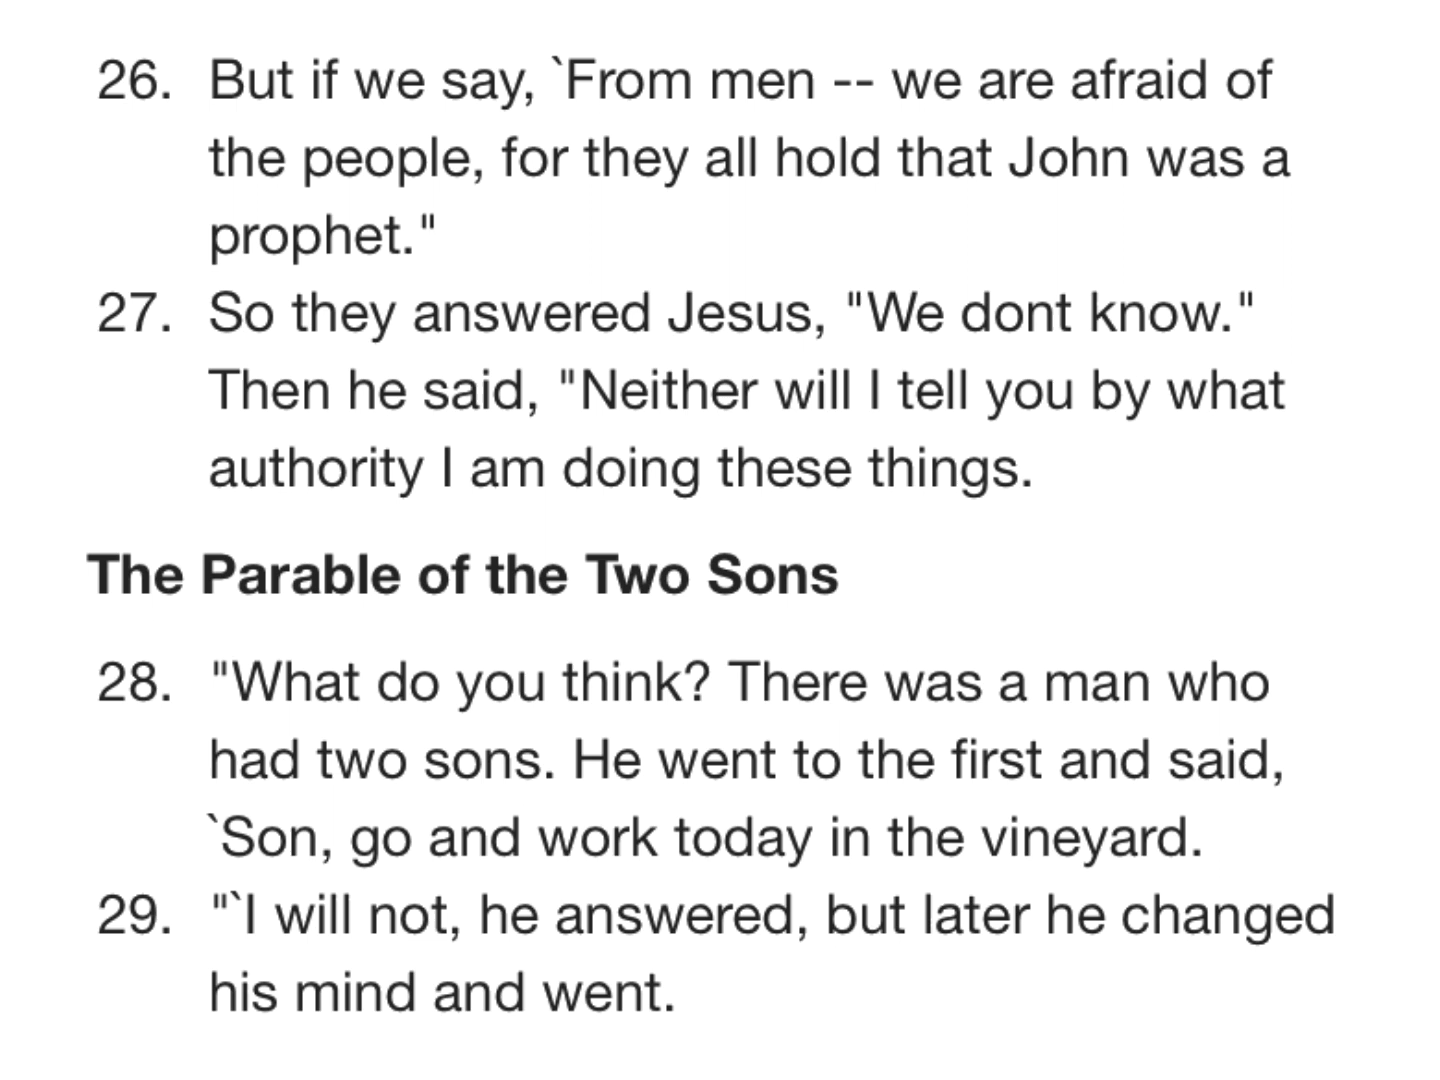 26. But if we say, `From men -- we are afraid of
the people, for they all hold that John was a
prophet."
27. So they answered Jesus, "We dont know."
Then he said, "Neither will I tell you by what
authority I am doing these things.
The Parable of the Two Sons
28. "What do you think? There was a man who
had two sons. He went to the first and said,
`Son, go and work today in the vineyard.
29. "`I will not, he answered, but later he changed
his mind and went.